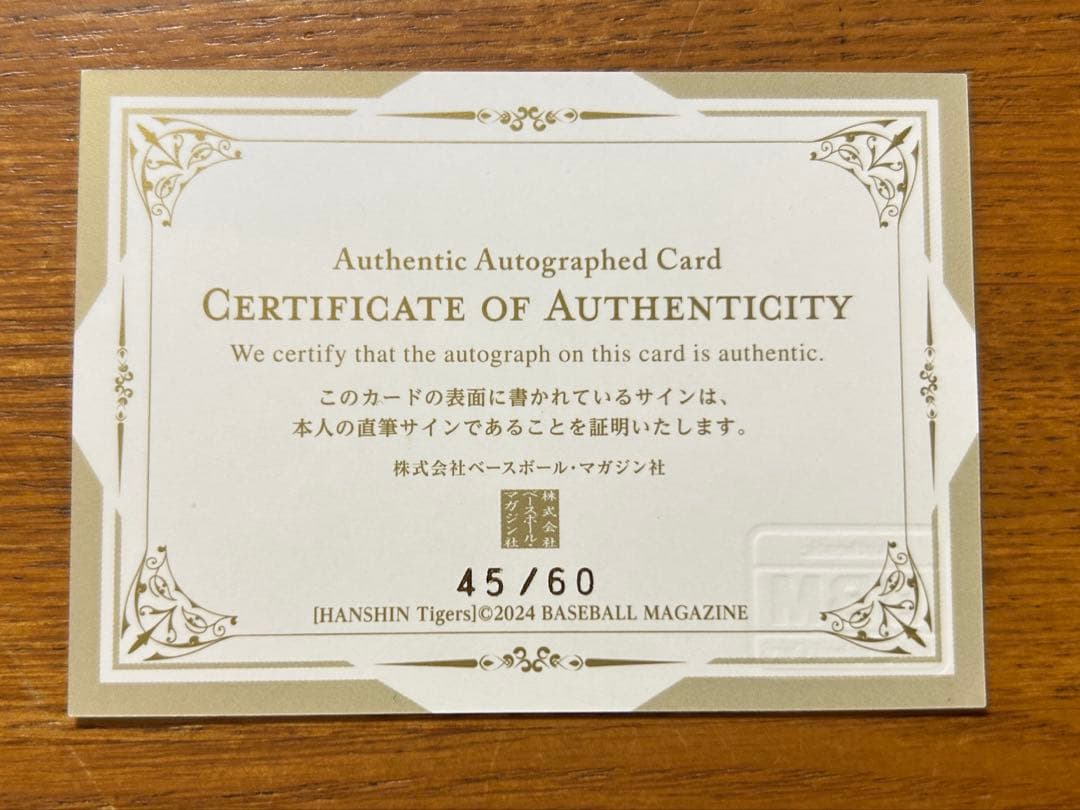 Authentic Autographed Card
CERTIFICATE OF AUTHENTICITY
We certify that the autograph on this card is authentic.
このカードの表面に書かれているサインは、
本人の直筆サインであることを証明いたします。
株式会社ベースボール・マガジン社
株式会社
ベースボール・
マガジン社
45/60
[HANSHIN Tigers]©2024 BASEBALL MAGAZINE